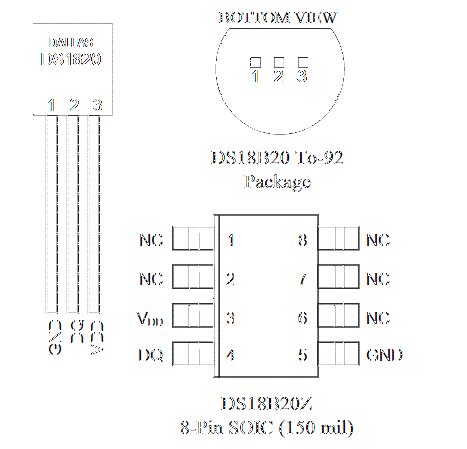 BOTTOM VIEW
DALLAS
DS1820
1 2 3
GND
DQ
VDD
1 2 3
DS18B20 To-92
Package
NC 1 8 NC
NC 2 7 NC
VDD 3 6 NC
DQ 4 5 GND
DS18B20Z
8-Pin SOIC (150 mil)